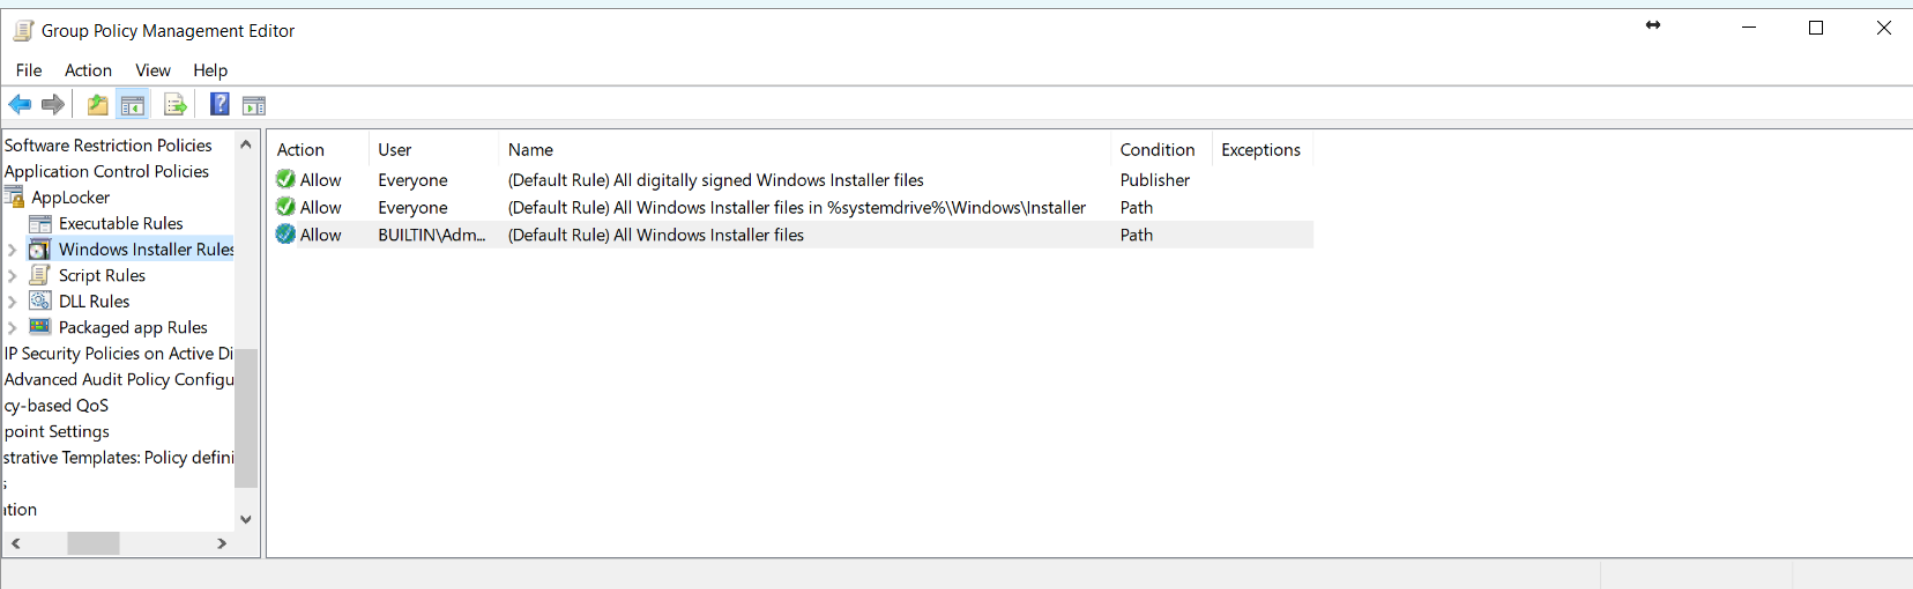 Group Policy Management Editor
File Action View Help
Software Restriction Policies
Application Control Policies
AppLocker
Executable Rules
Windows Installer Rules
Script Rules
DLL Rules
Packaged app Rules
IP Security Policies on Active Di
Advanced Audit Policy Configu
cy-based QoS
point Settings
strative Templates: Policy defini
s
ation
Action User Name Condition Exceptions
Allow Everyone (Default Rule) All digitally signed Windows Installer files Publisher
Allow Everyone (Default Rule) All Windows Installer files in %systemdrive%\Windows\Installer Path
Allow BUILTIN\Adm... (Default Rule) All Windows Installer files Path